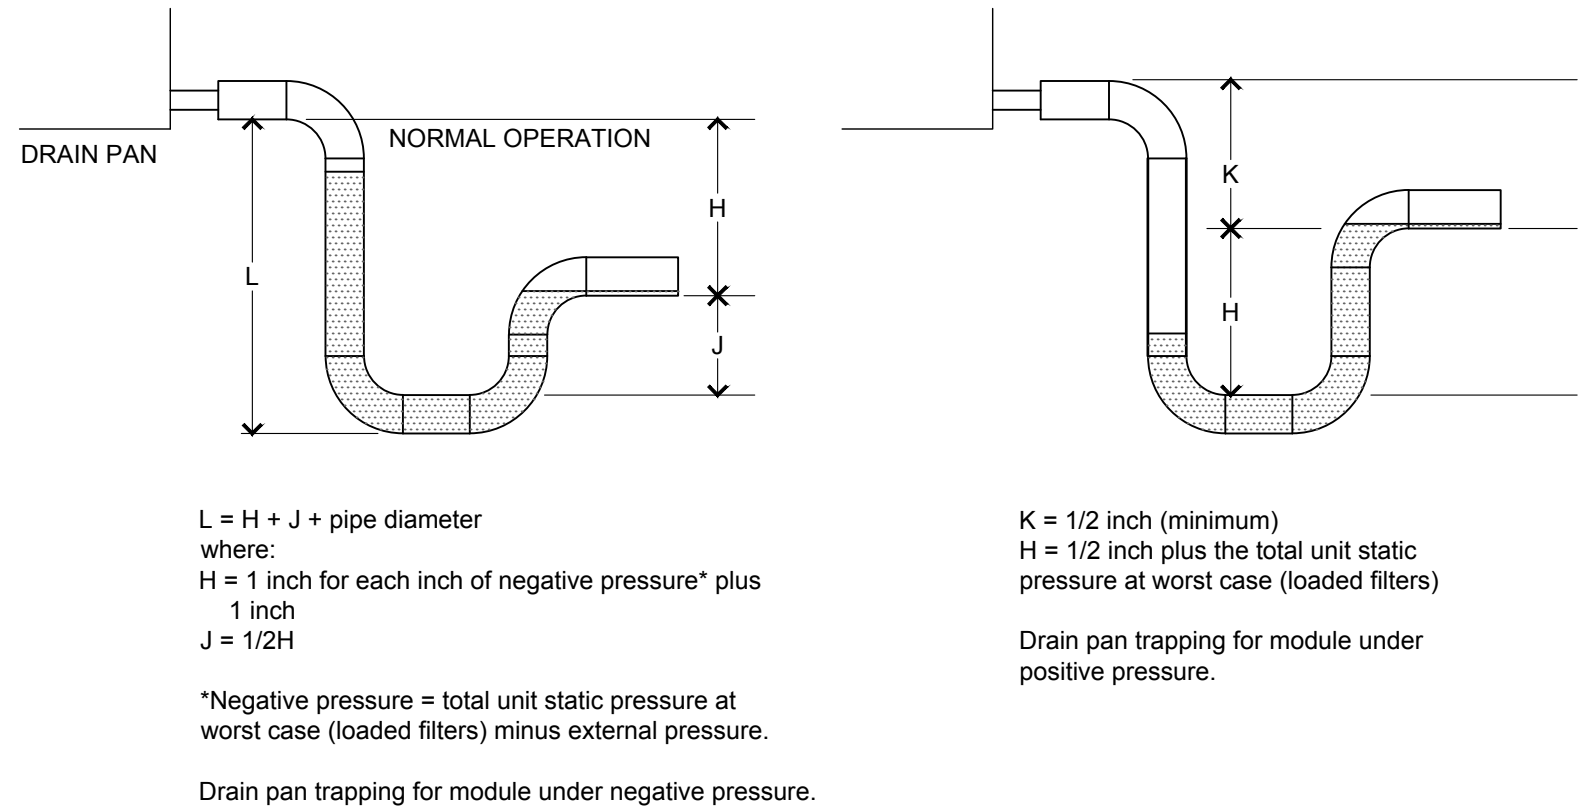 DRAIN PAN
NORMAL OPERATION
H
L
J
L = H + J + pipe diameter
where:
H = 1 inch for each inch of negative pressure* plus
1 inch
J = 1/2H
*Negative pressure = total unit static pressure at
worst case (loaded filters) minus external pressure.
Drain pan trapping for module under negative pressure.
K
H
K = 1/2 inch (minimum)
H = 1/2 inch plus the total unit static
pressure at worst case (loaded filters)
Drain pan trapping for module under
positive pressure.